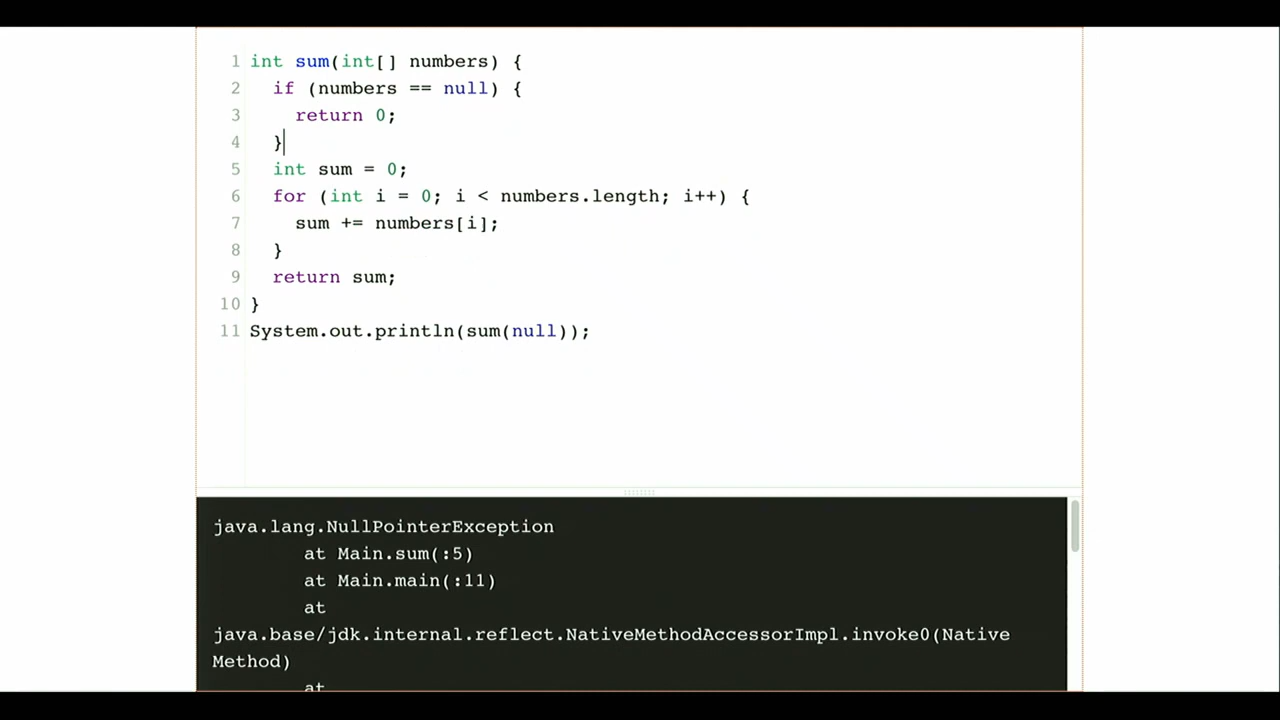 1 int sum(int[] numbers) {
2 if (numbers == null) {
3 return 0;
4 }
5 int sum = 0;
6 for (int i = 0; i < numbers.length; i++) {
7 sum += numbers[i];
8 }
9 return sum;
10 }
11 System.out.println(sum(null));
java.lang.NullPointerException
at Main.sum(:5)
at Main.main(:11)
at
java.base/jdk.internal.reflect.NativeMethodAccessorImpl.invoke0(Native
Method)
at